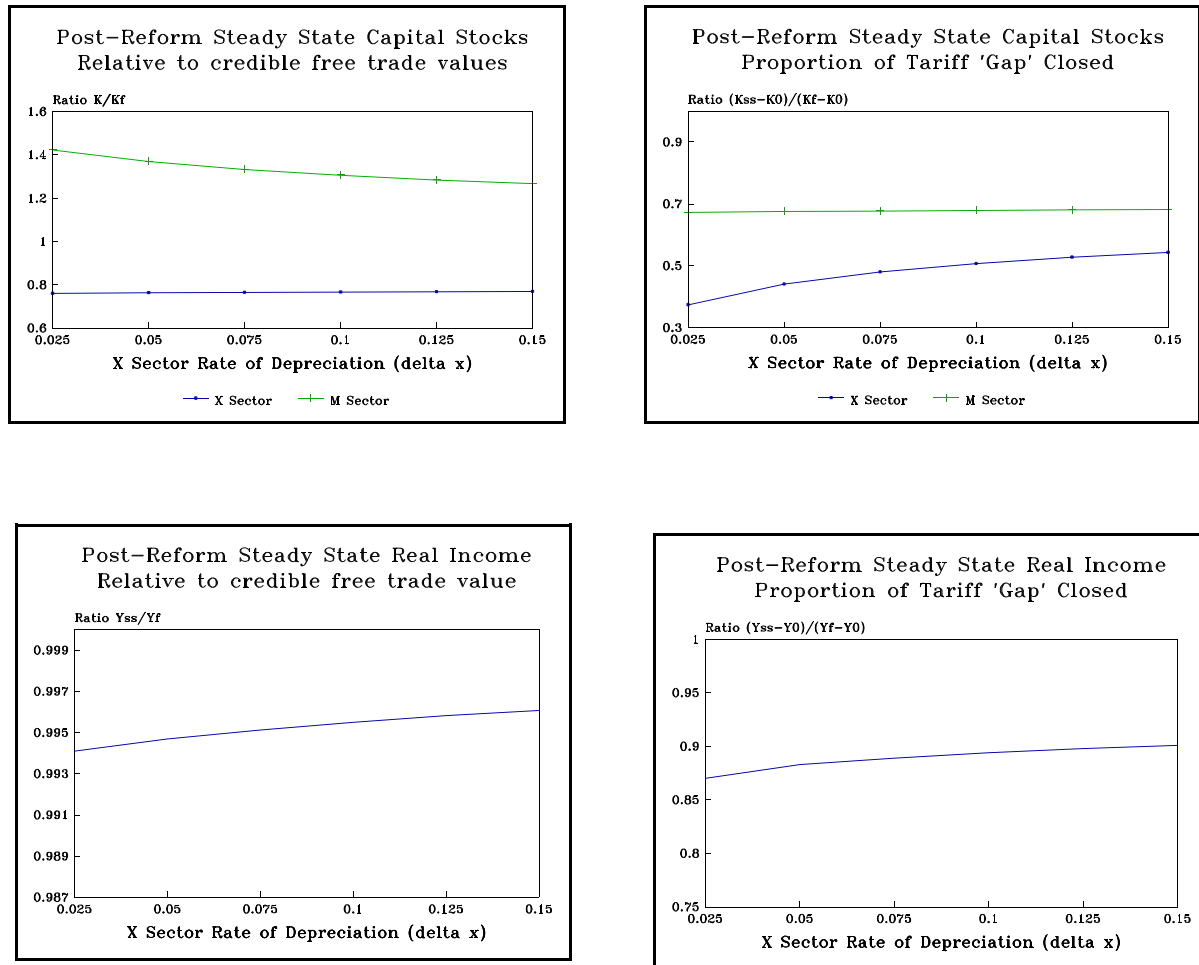 Post-Reform Steady State Capital Stocks
Relative to credible free trade values
Ratio K/Kf
1.6
1.4
1.2
1
0.8
0.6
0.025 0.05 0.075 0.1 0.125 0.15
X Sector Rate of Depreciation (delta x)
X Sector M Sector
Post-Reform Steady State Capital Stocks
Proportion of Tariff 'Gap' Closed
Ratio (Kss-K0)/(Kf-K0)
0.9
0.7
0.5
0.3
0.025 0.05 0.075 0.1 0.125 0.15
X Sector Rate of Depreciation (delta x)
X Sector M Sector
Post-Reform Steady State Real Income
Relative to credible free trade value
Ratio Yss/Yf
0.999
0.997
0.995
0.993
0.991
0.989
0.987
0.025 0.05 0.075 0.1 0.125 0.15
X Sector Rate of Depreciation (delta x)
Post-Reform Steady State Real Income
Proportion of Tariff 'Gap' Closed
Ratio (Yss-Y0)/(Yf-Y0)
1
0.95
0.9
0.85
0.8
0.75
0.025 0.05 0.075 0.1 0.125 0.15
X Sector Rate of Depreciation (delta x)